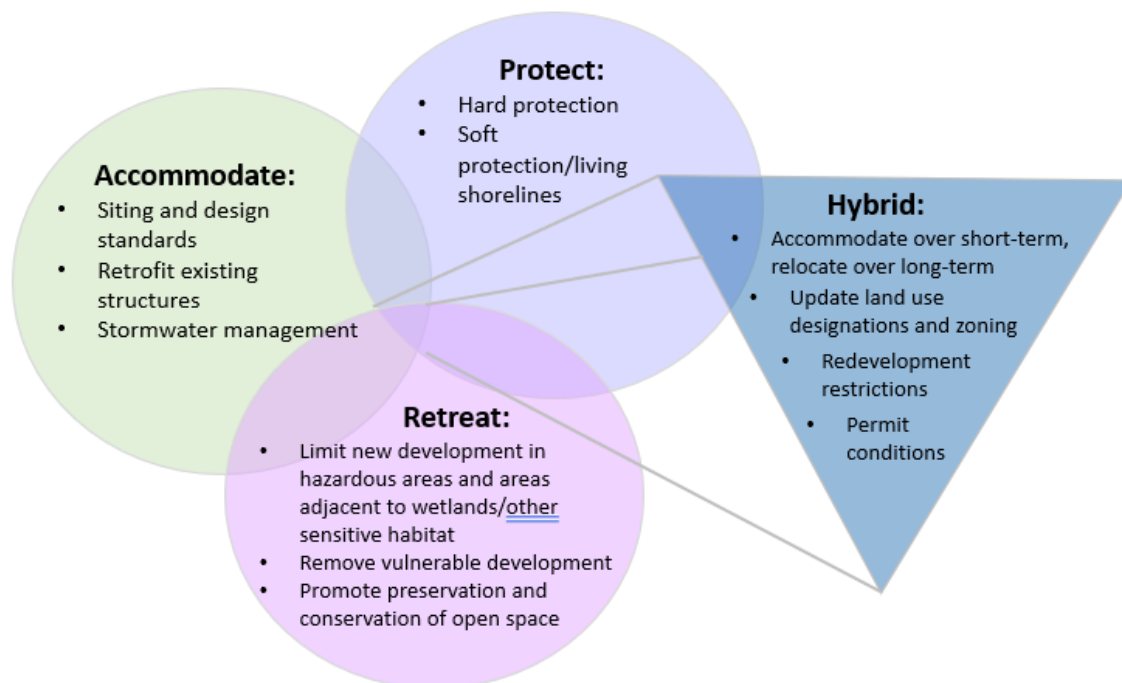 Protect:
• Hard protection
• Soft
protection/living
shorelines
Accommodate:
• Siting and design
standards
• Retrofit existing
structures
• Stormwater management
Hybrid:
• Accommodate over short-term,
relocate over long-term
• Update land use
designations and zoning
• Redevelopment
restrictions
• Permit
conditions
Retreat:
• Limit new development in
hazardous areas and areas
adjacent to wetlands/other
sensitive habitat
• Remove vulnerable development
• Promote preservation and
conservation of open space